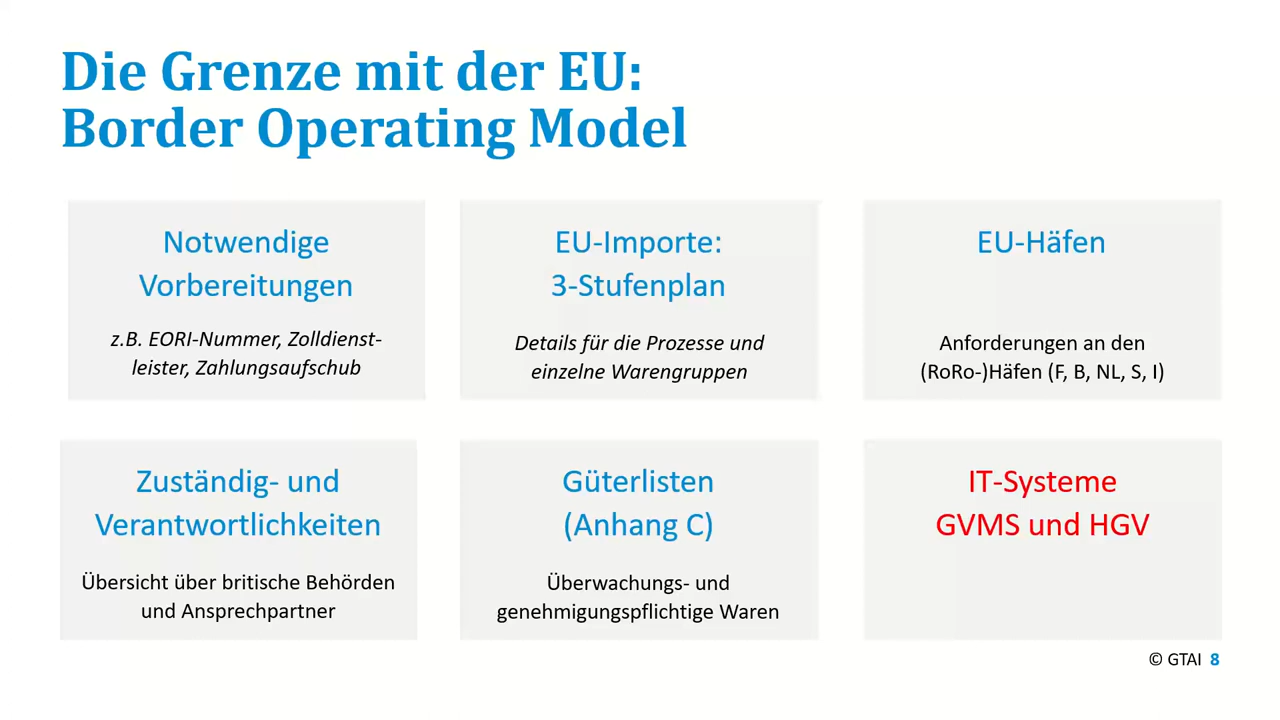 Die Grenze mit der EU:
Border Operating Model
Notwendige
Vorbereitungen
z.B. EORI-Nummer, Zolldienst-
leister, Zahlungsaufschub
EU-Importe:
3-Stufenplan
Details für die Prozesse und
einzelne Warengruppen
EU-Häfen
Anforderungen an den
(RoRo-)Häfen (F, B, NL, S, I)
Zuständig- und
Verantwortlichkeiten
Übersicht über britische Behörden
und Ansprechpartner
Güterlisten
(Anhang C)
Überwachungs- und
genehmigungspflichtige Waren
IT-Systeme
GVMS und HGV
© GTAI 8